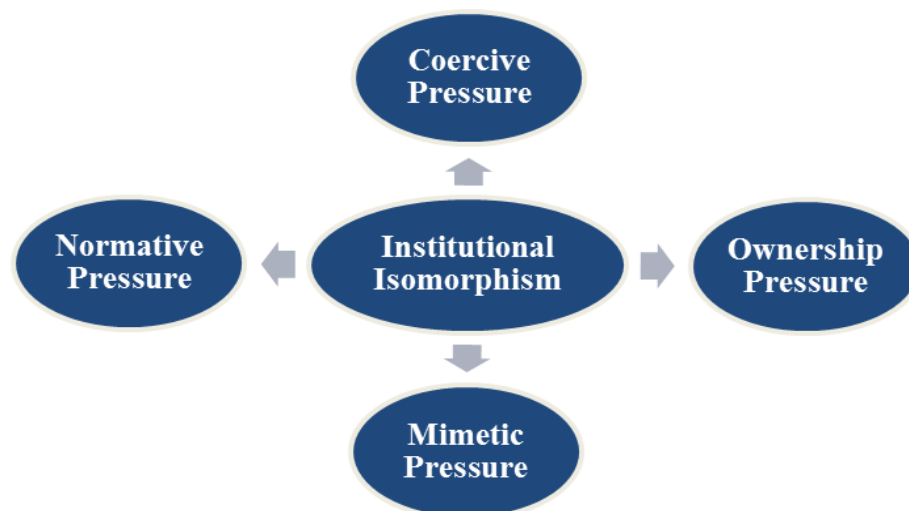 Coercive
Pressure
Normative
Pressure
Institutional
Isomorphism
Ownership
Pressure
Mimetic
Pressure